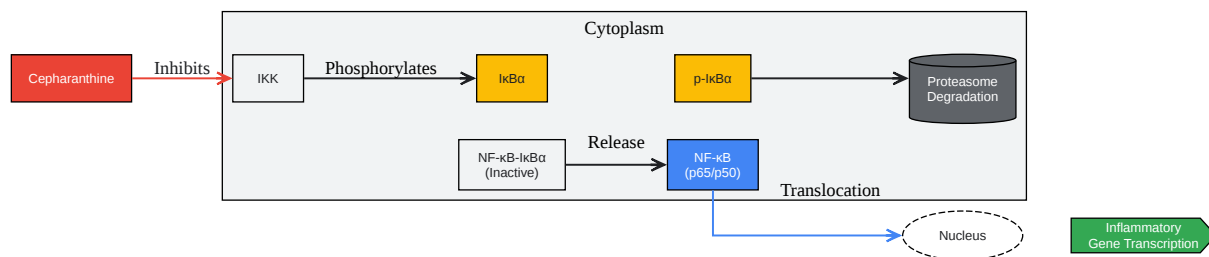 Cytoplasm
Cepharanthine
Inhibits
IKK
Phosphorylates
IκBα
p-IκBα
Proteasome
Degradation
NF-κB-IκBα
(Inactive)
Release
NF-κB
(p65/p50)
Translocation
Nucleus
Inflammatory
Gene Transcription